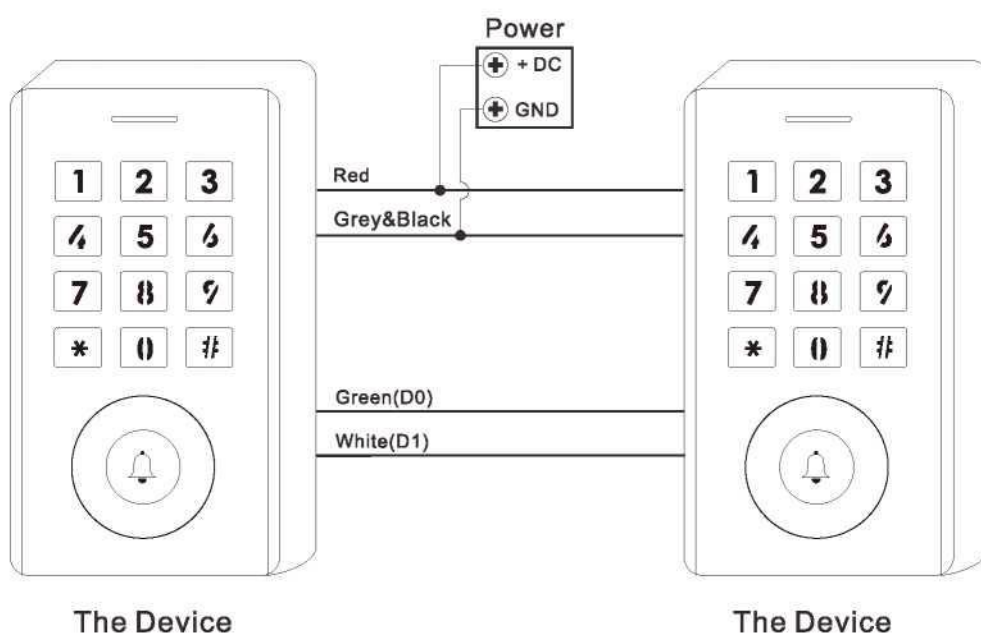 Power
+ DC
GND
Red
Grey&Black
1 2 3
4 5 6
7 8 9
* 0 #
1 2 3
4 5 6
7 8 9
* 0 #
Green(D0)
White(D1)
The Device
The Device